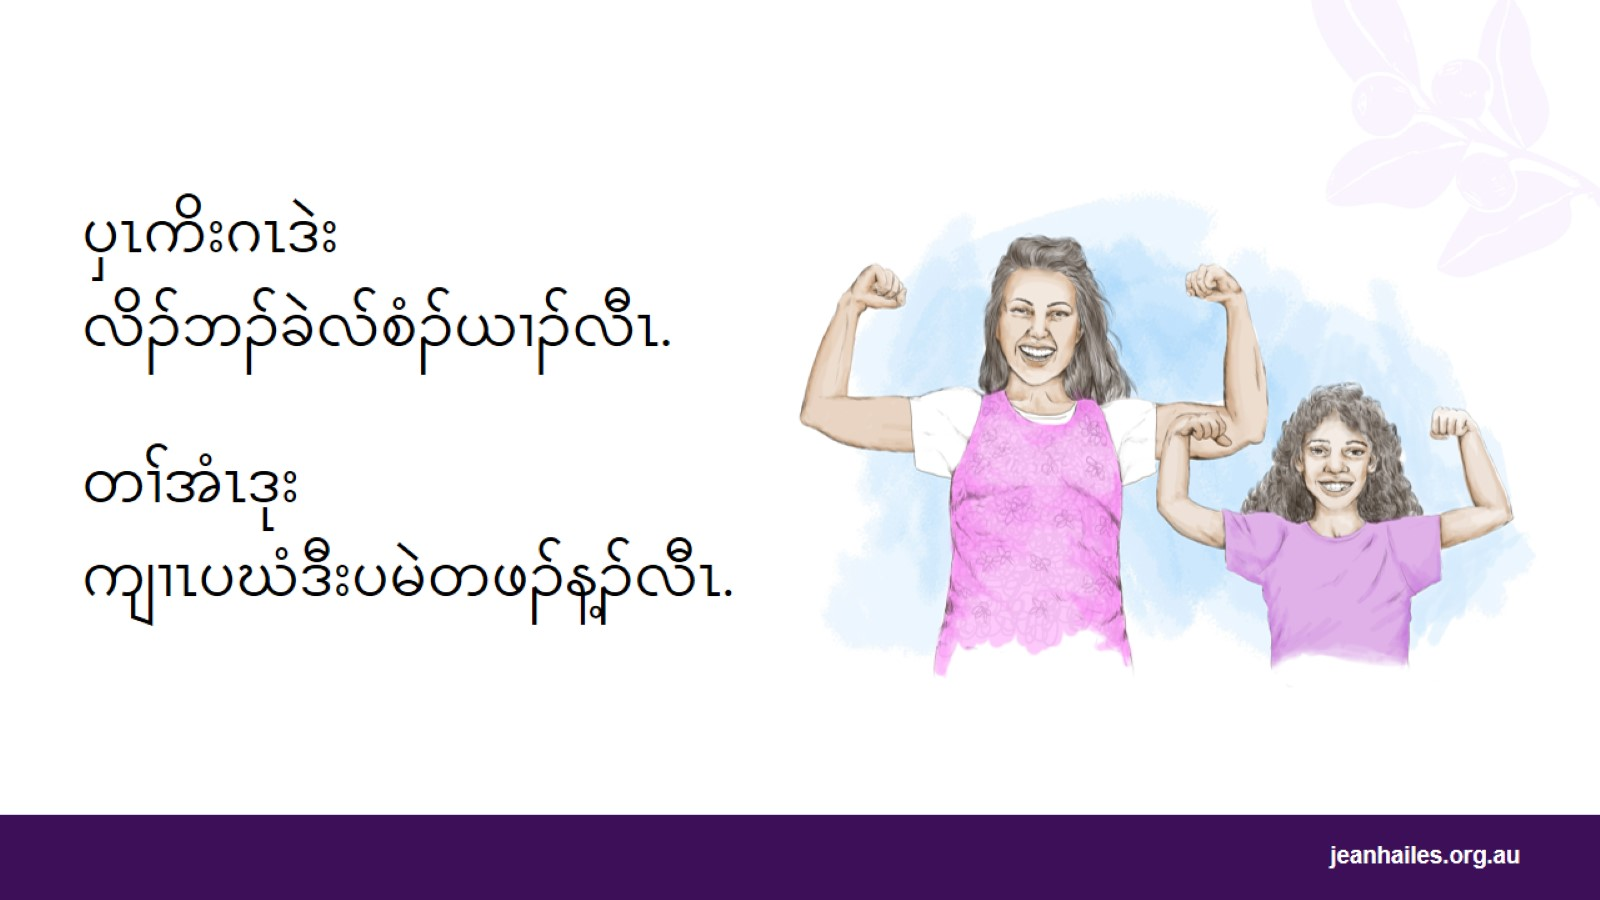 ပှၤကိးဂၤဒဲး
လိၣ်ဘၣ်ခဲလ်စံၣ်ယၢၣ်လီၤ.
တၢ်အံၤဒုး
ကျၢၤပဃံဒီးပမဲတဖၣ်န့ၣ်လီၤ.
jeanhailes.org.au